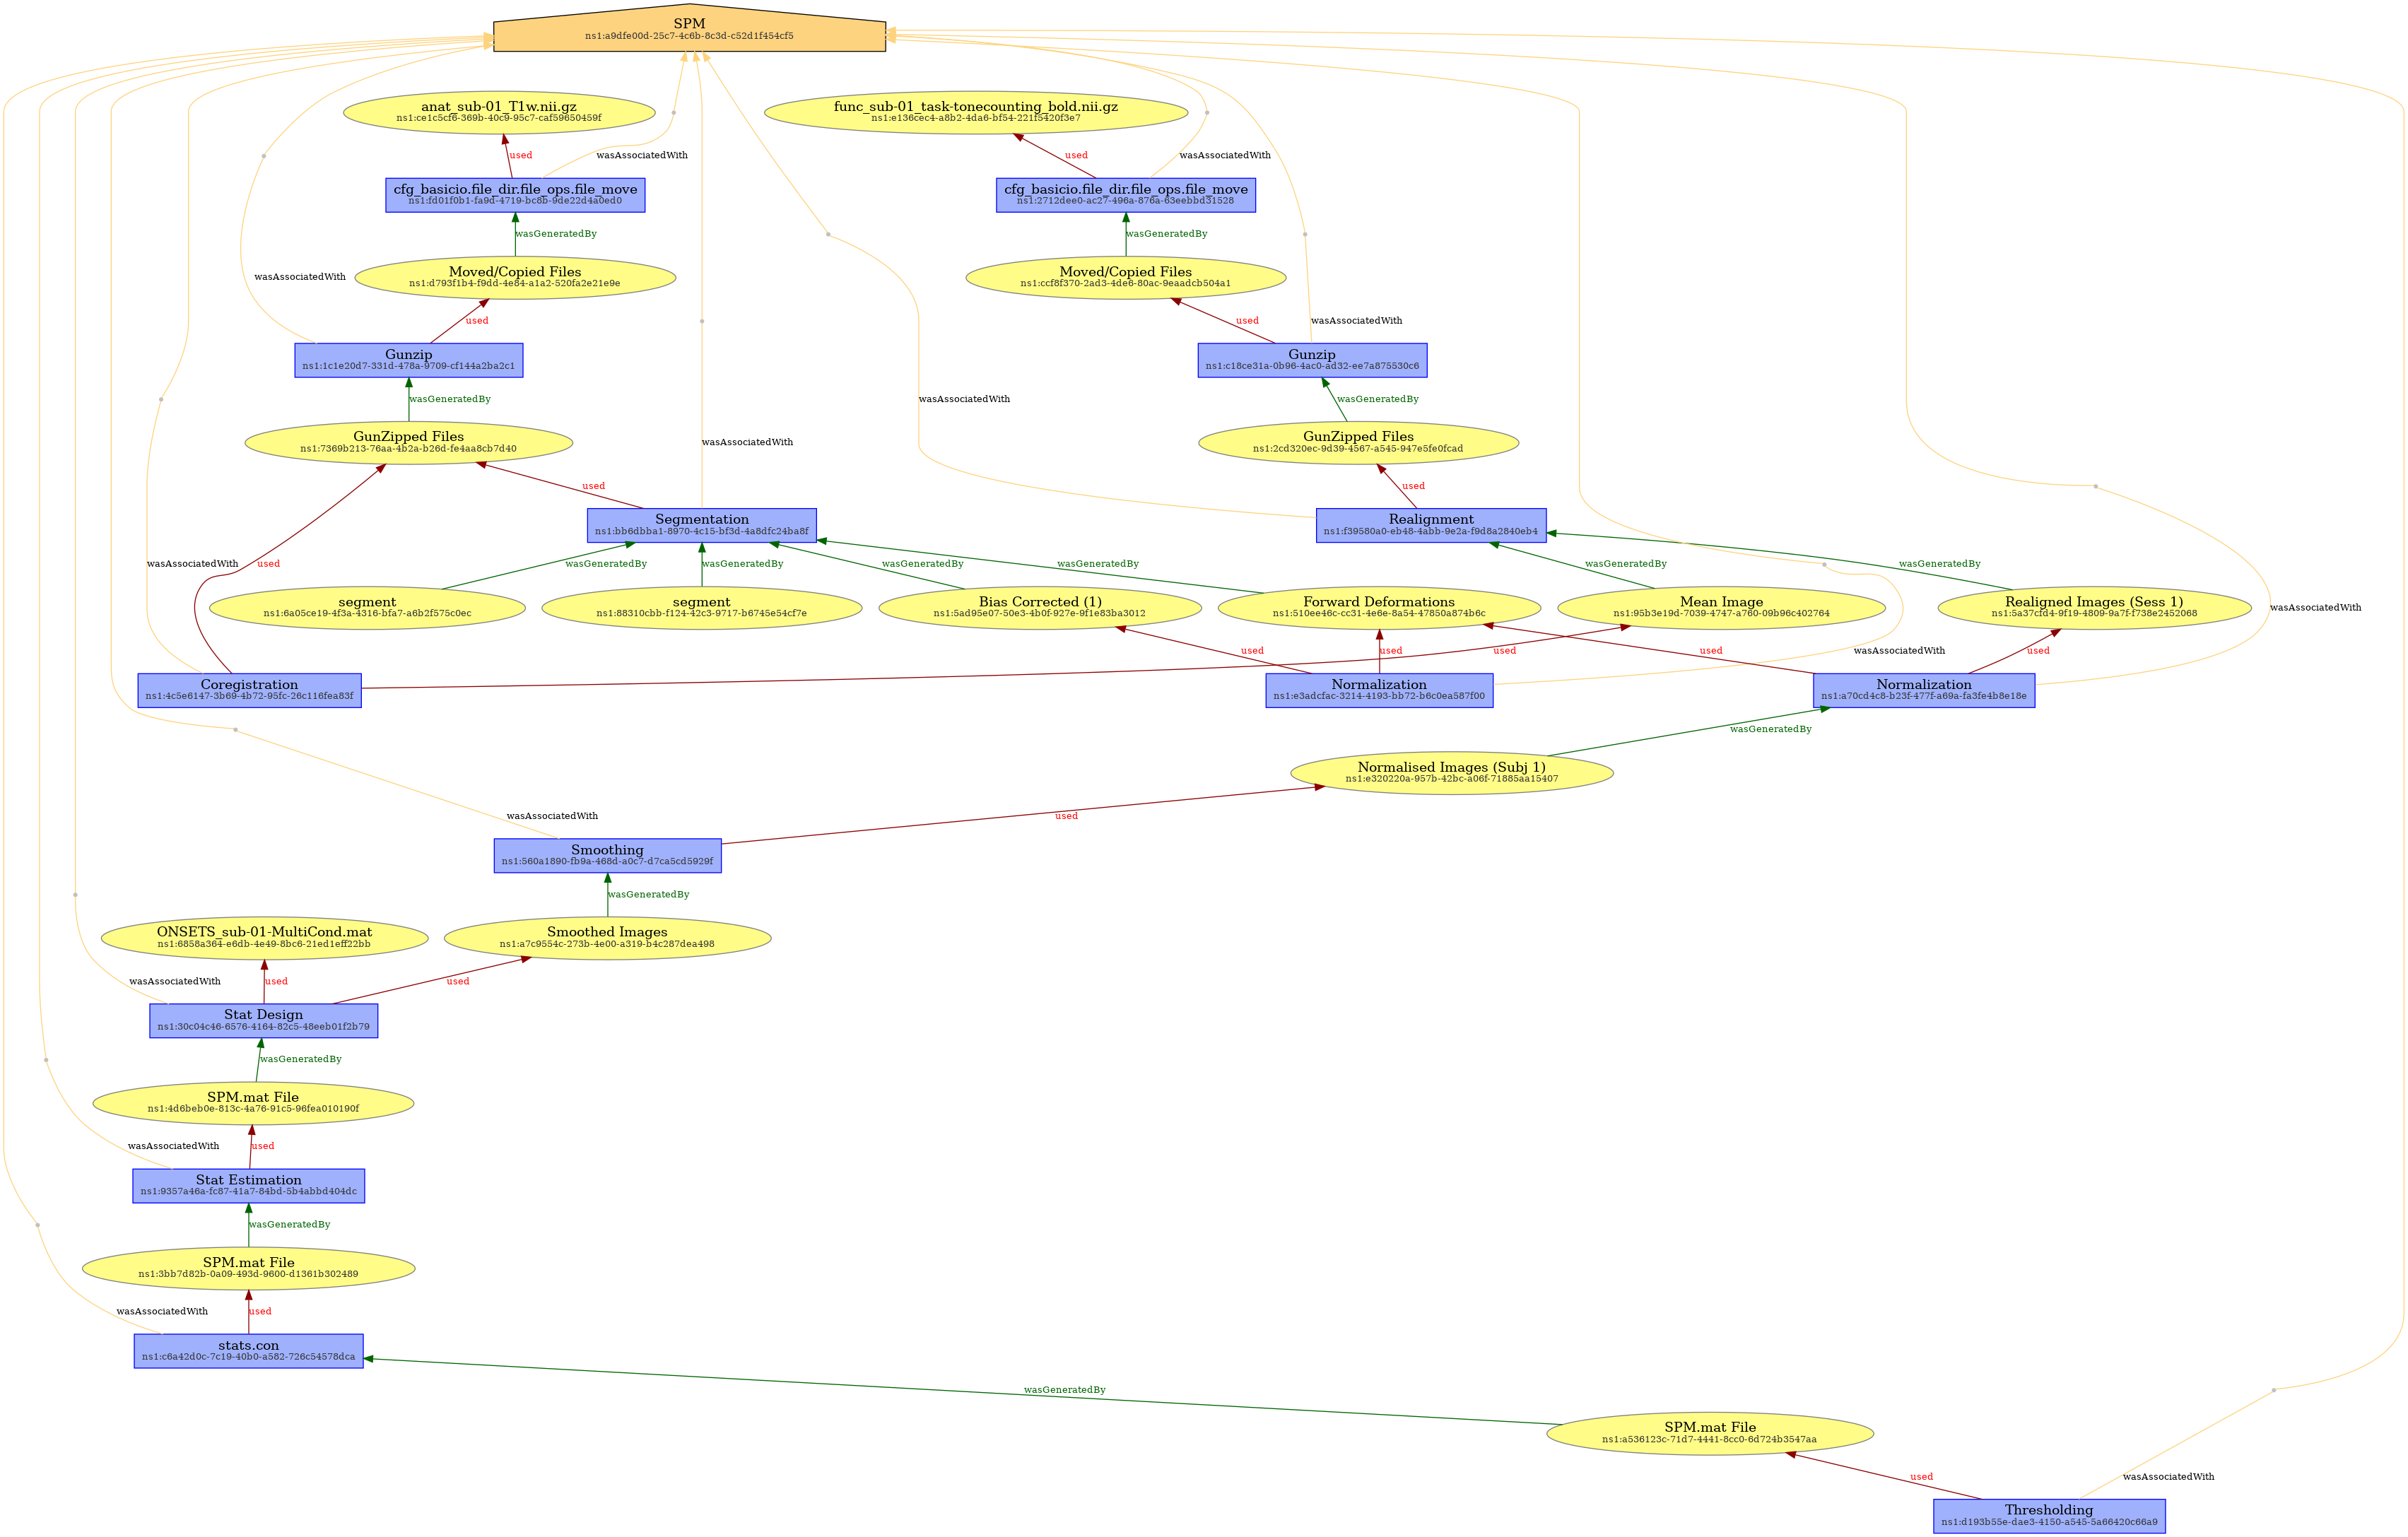 SPM
ns1:a9dfe00d-25c7-4c6b-8c3d-c52d1f454cf5
anat_sub-01_T1w.nii.gz
ns1:ce1c5cf6-369b-40c9-95c7-caf59650459f
func_sub-01_task-tonecounting_bold.nii.gz
ns1:e136cec4-a8b2-4da6-bf54-221f5420f3e7
used
wasAssociatedWith
used
wasAssociatedWith
cfg_basicio.file_dir.file_ops.file_move
ns1:fd01f0b1-fa9d-4719-bc8b-9de22d4a0ed0
cfg_basicio.file_dir.file_ops.file_move
ns1:2712dee0-ac27-496a-876a-63eebbd31528
wasGeneratedBy
wasGeneratedBy
wasAssociatedWith
Moved/Copied Files
ns1:d793f1b4-f9dd-4e84-a1a2-520fa2e21e9e
Moved/Copied Files
ns1:ccf8f370-2ad3-4de6-80ac-9eaadcb504a1
used
used
wasAssociatedWith
Gunzip
ns1:1c1e20d7-331d-478a-9709-cf144a2ba2c1
Gunzip
ns1:c18ce31a-0b96-4ac0-ad32-ee7a875530c6
wasGeneratedBy
wasAssociatedWith
wasGeneratedBy
GunZipped Files
ns1:7369b213-76aa-4b2a-b26d-fe4aa8cb7d40
wasAssociatedWith
GunZipped Files
ns1:2cd320ec-9d39-4567-a545-947e5fe0fcad
used
used
Segmentation
ns1:bb6dbba1-8970-4c15-bf3d-4a8dfc24ba8f
Realignment
ns1:f39580a0-eb48-4abb-9e2a-f9d8a2840eb4
wasAssociatedWith
used
wasGeneratedBy
wasGeneratedBy
wasGeneratedBy
wasGeneratedBy
wasGeneratedBy
wasGeneratedBy
segment
ns1:6a05ce19-4f3a-4316-bfa7-a6b2f575c0ec
segment
ns1:88310cbb-f124-42c3-9717-b6745e54cf7e
Bias Corrected (1)
ns1:5ad95e07-50e3-4b0f-927e-9f1e83ba3012
Forward Deformations
ns1:510ee46c-cc31-4e6e-8a54-47850a874b6c
Mean Image
ns1:95b3e19d-7039-4747-a760-09b96c402764
Realigned Images (Sess 1)
ns1:5a37cfd4-9f19-4809-9a7f-f738e2452068
wasAssociatedWith
used
used
used
used
wasAssociatedWith
used
Coregistration
ns1:4c5e6147-3b69-4b72-95fc-26c116fea83f
Normalization
ns1:e3adcfac-3214-4193-bb72-b6c0ea587f00
Normalization
ns1:a70cd4c8-b23f-477f-a69a-fa3fe4b8e18e
wasGeneratedBy
Normalised Images (Subj 1)
ns1:e320220a-957b-42bc-a06f-71885aa15407
wasAssociatedWith
used
Smoothing
ns1:560a1890-fb9a-468d-a0c7-d7ca5cd5929f
wasGeneratedBy
ONSETS_sub-01-MultiCond.mat
ns1:6858a364-e6db-4e49-8bc6-21ed1eff22bb
Smoothed Images
ns1:a7c9554c-273b-4e00-a319-b4c287dea498
wasAssociatedWith
used
used
Stat Design
ns1:30c04c46-6576-4164-82c5-48eeb01f2b79
wasGeneratedBy
SPM.mat File
ns1:4d6beb0e-813c-4a76-91c5-96fea010190f
wasAssociatedWith
used
Stat Estimation
ns1:9357a46a-fc87-41a7-84bd-5b4abbd404dc
wasGeneratedBy
SPM.mat File
ns1:3bb7d82b-0a09-493d-9600-d1361b302489
wasAssociatedWith
used
stats.con
ns1:c6a42d0c-7c19-40b0-a582-726c54578dca
wasGeneratedBy
SPM.mat File
ns1:a536123c-71d7-4441-8cc0-6d724b3547aa
used
wasAssociatedWith
Thresholding
ns1:d193b55e-dae3-4150-a545-5a66420c66a9